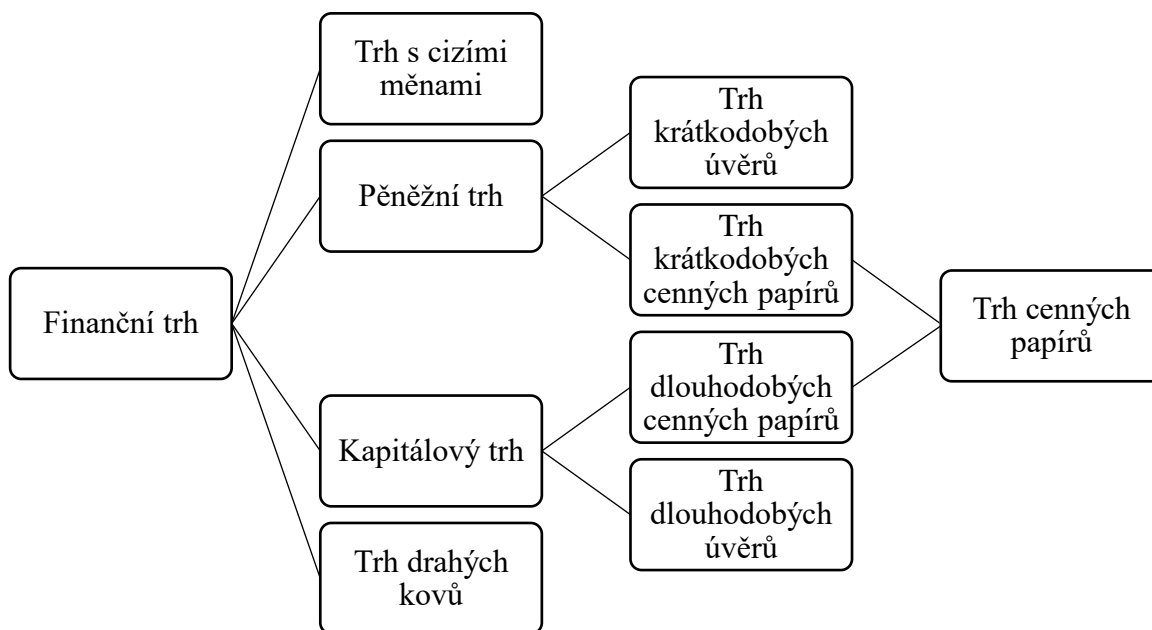 Trh s cizími
měnami
Trh
krátkodobých
úvěrů
Pěněžní trh
Trh
krátkodobých
cenných papírů
Finanční trh
Trh cenných
papírů
Trh
dlouhodobých
cenných papírů
Kapitálový trh
Trh
dlouhodobých
úvěrů
Trh drahých
kovů